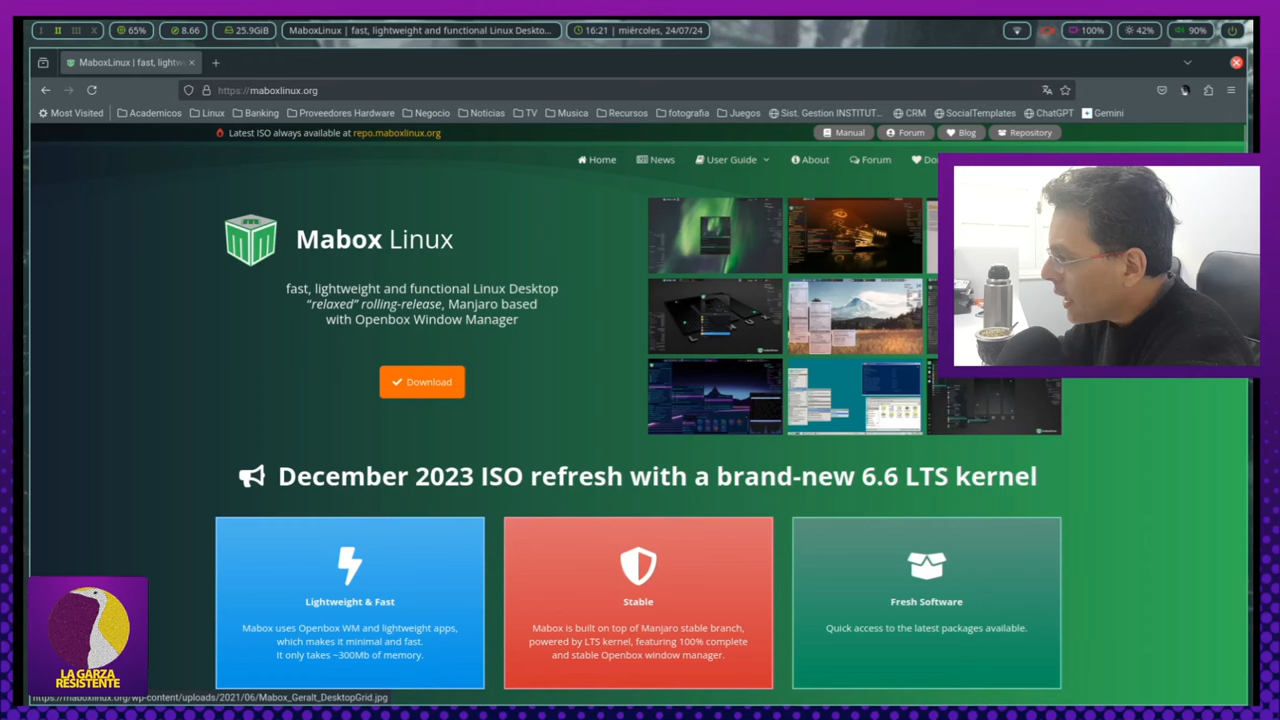 I II III X
65%
8.66
25.9GiB
MaboxLinux | fast, lightweight and functional Linux Deskto...
16:21 | miércoles, 24/07/24
100%
42%
90%
MaboxLinux | fast, lightw
https://maboxlinux.org
Most Visited
Academicos
Linux
Banking
Proveedores Hardware
Negocio
Noticias
TV
Musica
Recursos
fotografia
Juegos
Sist. Gestion INSTITUT...
CRM
SocialTemplates
ChatGPT
Gemini
Latest ISO always available at repo.maboxlinux.org
Manual
Forum
Blog
Repository
Home
News
User Guide
About
Forum
Mabox Linux
fast, lightweight and functional Linux Desktop
“relaxed” rolling-release, Manjaro based
with Openbox Window Manager
Download
December 2023 ISO refresh with a brand-new 6.6 LTS kernel
Lightweight & Fast
Mabox uses Openbox WM and lightweight apps,
which makes it minimal and fast.
It only takes ~300Mb of memory.
Stable
Mabox is built on top of Manjaro stable branch,
powered by LTS kernel, featuring 100% complete
and stable Openbox window manager.
Fresh Software
Quick access to the latest packages available.
LA GARZA
RESISTENTE
https://maboxlinux.org/wp-content/uploads/2021/06/Mabox_Geralt_DesktopGrid.jpg